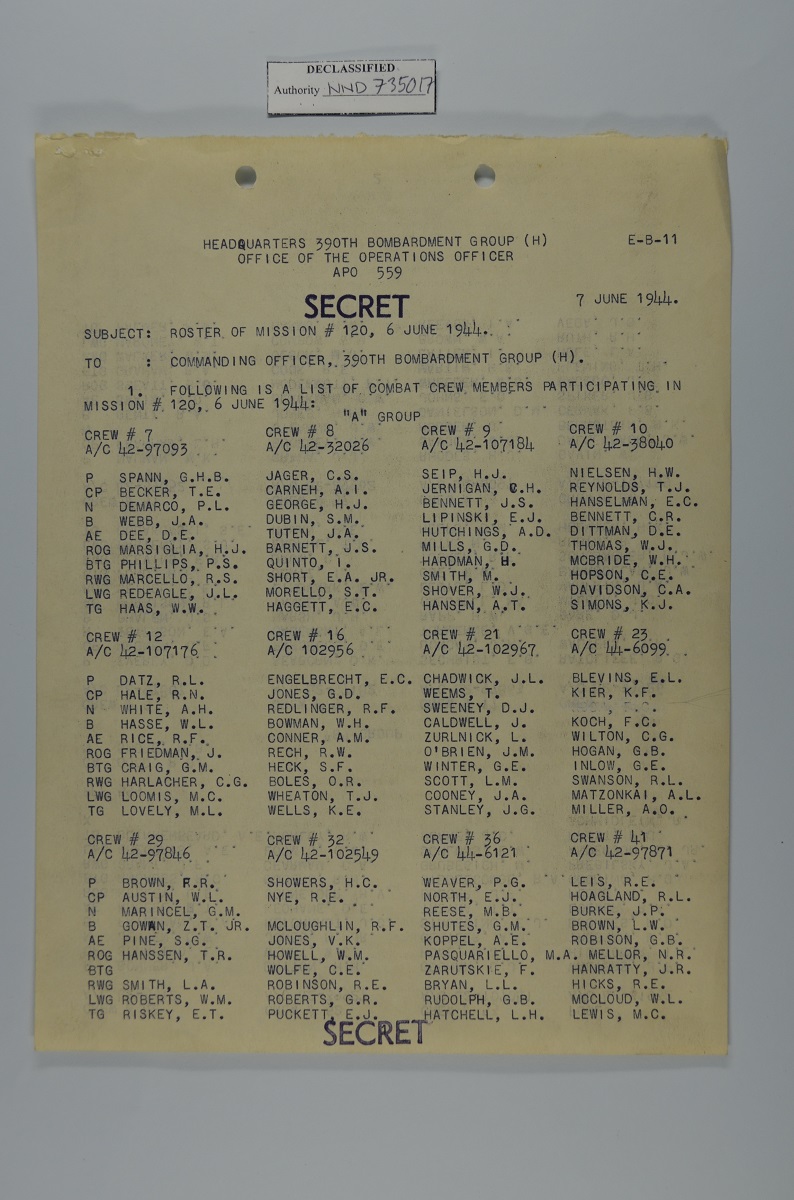 DECLASSIFIED
Authority NND 735017
HEADQUARTERS 390TH BOMBARDMENT GROUP (H) E-B-11
OFFICE OF THE OPERATIONS OFFICER
APO 559
SECRET 7 JUNE 1944.
SUBJECT: ROSTER OF MISSION # 120, 6 JUNE 1944.
TO : COMMANDING OFFICER, 390TH BOMBARDMENT GROUP (H).
1. FOLLOWING IS A LIST OF COMBAT CREW MEMBERS PARTICIPATING IN
MISSION # 120, 6 JUNE 1944:
"A" GROUP
CREW # 7 CREW # 8 CREW # 9 CREW # 10
A/C 42-97093 A/C 42-32026 A/C 42-107184 A/C 42-38040
P SPANN, G.H.B. JAGER, C.S. SEIP, H.J. NIELSEN, H.W.
CP BECKER, T.E. CARNEH, A.I. JERNIGAN, C.H. REYNOLDS, T.J.
N DEMARCO, P.L. GEORGE, H.J. BENNETT, J.S. HANSELMAN, E.C.
B WEBB, J.A. DUBIN, S.M. LIPINSKI, E.J. BENNETT, C.R.
AE DEE, D.E. TUTEN, J.A. HUTCHINGS, A.D. DITTMAN, D.E.
ROG MARSIGLIA, H.J. BARNETT, J.S. MILLS, G.D. THOMAS, W.J.
BTG PHILLIPS, P.S. QUINTO, I. HARDMAN, H. MCBRIDE, W.H.
RWG MARCELLO, R.S. SHORT, E.A. JR. SMITH, M. HOPSON, C.E.
LWG REDEAGLE, J.L. MORELLO, S.T. SHOVER, W.J. DAVIDSON, C.A.
TG HAAS, W.W. HAGGETT, E.C. HANSEN, A.T. SIMONS, K.J.
CREW # 12 CREW # 16 CREW # 21 CREW # 23
A/C 42-107176 A/C 102956 A/C 42-102967 A/C 44-6099
P DATZ, R.L. ENGELBRECHT, E.C. CHADWICK, J.L. BLEVINS, E.L.
CP HALE, R.N. JONES, G.D. WEEMS, T. KIER, K.F.
N WHITE, A.H. REDLINGER, R.F. SWEENEY, D.J.
B HASSE, W.L. BOWMAN, W.H. CALDWELL, J. KOCH, F.C.
AE RICE, R.F. CONNER, A.M. ZURLNICK, L. WILTON, C.G.
ROG FRIEDMAN, J. RECH, R.W. O'BRIEN, J.M. HOGAN, G.B.
BTG CRAIG, G.M. HECK, S.F. WINTER, G.E. INLOW, G.E.
RWG HARLACHER, C.G. BOLES, O.R. SCOTT, L.M. SWANSON, R.L.
LWG LOOMIS, M.C. WHEATON, T.J. COONEY, J.A. MATZONKAI, A.L.
TG LOVELY, M.L. WELLS, K.E. STANLEY, J.G. MILLER, A.O.
CREW # 29 CREW # 32 CREW # 36 CREW # 41
A/C 42-97846 A/C 42-102549 A/C 44-6121 A/C 42-97871
P BROWN, F.R. SHOWERS, H.C. WEAVER, P.G. LEIS, R.E.
CP AUSTIN, W.L. NYE, R.E. NORTH, E.J. HOAGLAND, R.L.
N MARINCEL, G.M. REESE, M.B. BURKE, J.P.
B GOWAN, Z.T. JR. MCLOUGHLIN, R.F. SHUTES, G.M. BROWN, L.W.
AE PINE, S.G. JONES, V.K. KOPPEL, A.E. ROBISON, G.B.
ROG HANSSEN, T.R. HOWELL, W.M. PASQUARIELLO, M.A. MELLOR, N.R.
BTG WOLFE, C.E. ZARUTSKIE, F. HANRATTY, J.R.
RWG SMITH, L.A. ROBINSON, R.E. BRYAN, L.L. HICKS, R.E.
LWG ROBERTS, W.M. ROBERTS, G.R. RUDOLPH, G.B. MCCLOUD, W.L.
TG RISKEY, E.T. PUCKETT, E.J. HATCHELL, L.H. LEWIS, M.C.
SECRET